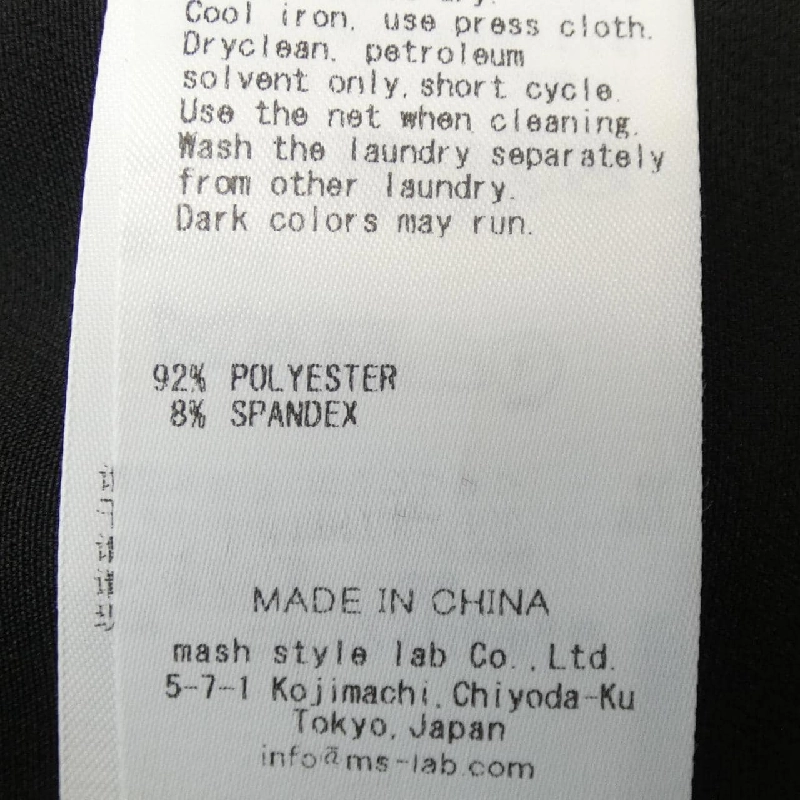 Cool iron, use press cloth.
Dryclean, petroleum
solvent only, short cycle.
Use the net when cleaning.
Wash the laundry separately
from other laundry.
Dark colors may run.
92% POLYESTER
8% SPANDEX
MADE IN CHINA
mash style lab Co.,Ltd.
5-7-1 Kojimachi,Chiyoda-Ku
Tokyo,Japan
info@ms-lab.com